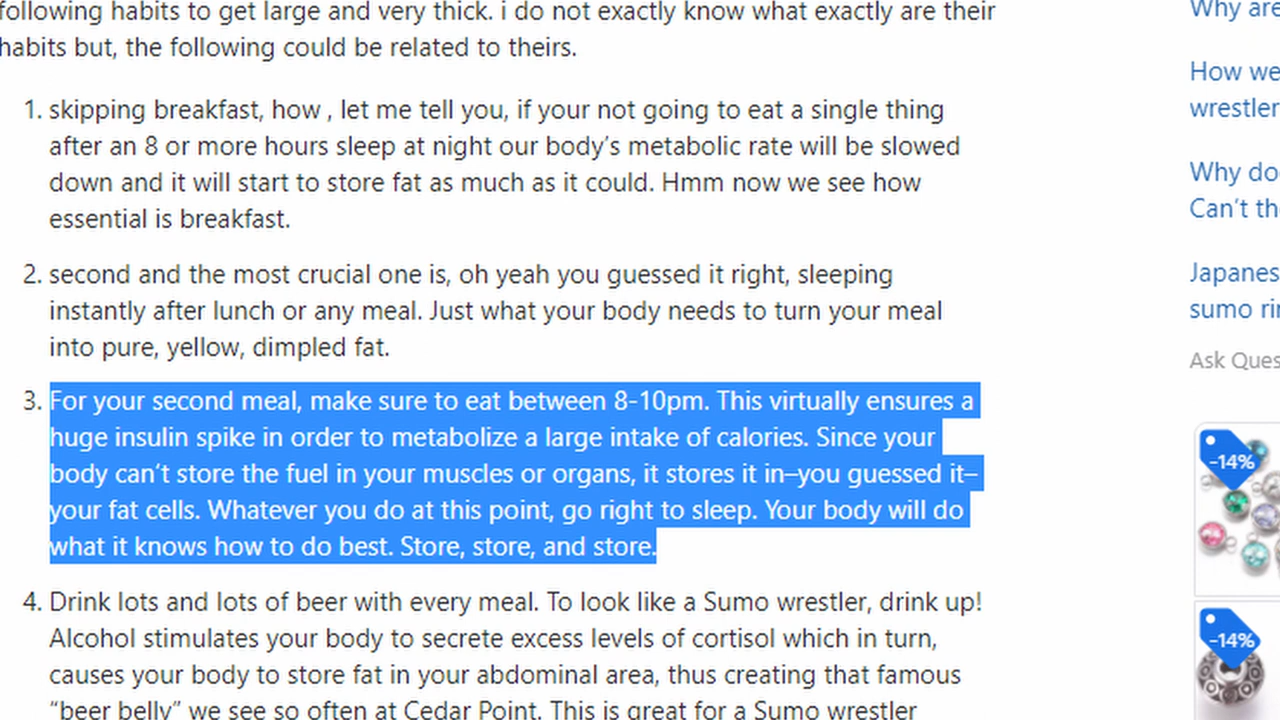 following habits to get large and very thick. i do not exactly know what exactly are their
habits but, the following could be related to theirs.
1. skipping breakfast, how , let me tell you, if your not going to eat a single thing
after an 8 or more hours sleep at night our body’s metabolic rate will be slowed
down and it will start to store fat as much as it could. Hmm now we see how
essential is breakfast.
2. second and the most crucial one is, oh yeah you guessed it right, sleeping
instantly after lunch or any meal. Just what your body needs to turn your meal
into pure, yellow, dimpled fat.
3. For your second meal, make sure to eat between 8-10pm. This virtually ensures a
huge insulin spike in order to metabolize a large intake of calories. Since your
body can’t store the fuel in your muscles or organs, it stores it in–you guessed it–
your fat cells. Whatever you do at this point, go right to sleep. Your body will do
what it knows how to do best. Store, store, and store.
4. Drink lots and lots of beer with every meal. To look like a Sumo wrestler, drink up!
Alcohol stimulates your body to secrete excess levels of cortisol which in turn,
causes your body to store fat in your abdominal area, thus creating that famous
“beer belly” we see so often at Cedar Point. This is great for a Sumo wrestler
Why are
How we
wrestler
Why do
Can’t th
Japanes
sumo ri
Ask Ques
-14%
-14%